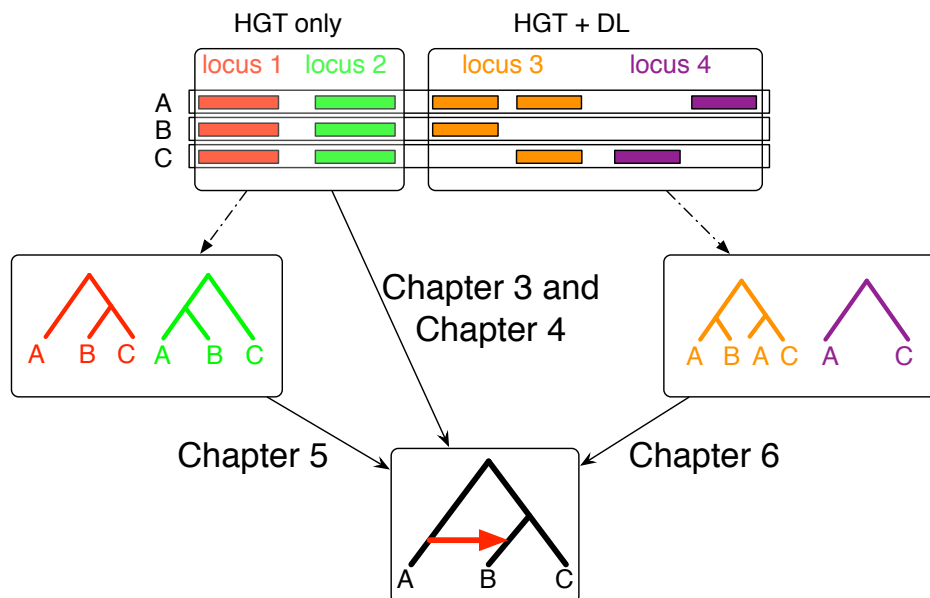 HGT only HGT + DL
locus 1 locus 2 locus 3 locus 4
A
B
C
Chapter 3 and
Chapter 4
A B C A B C
A B A C A C
Chapter 5 Chapter 6
A B C